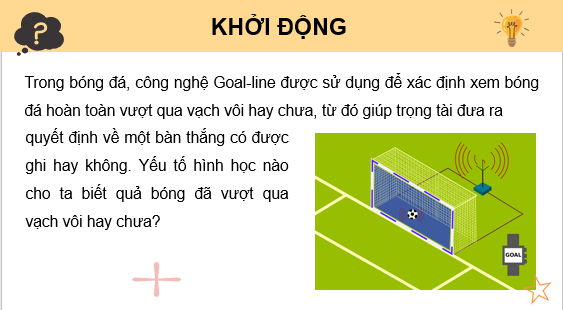 KHỞI ĐỘNG
Trong bóng đá, công nghệ Goal-line được sử dụng để xác định xem bóng
đá hoàn toàn vượt qua vạch vôi hay chưa, từ đó giúp trọng tài đưa ra
quyết định về một bàn thắng có được
ghi hay không. Yếu tố hình học nào
cho ta biết quả bóng đã vượt qua
vạch vôi hay chưa?
GOAL